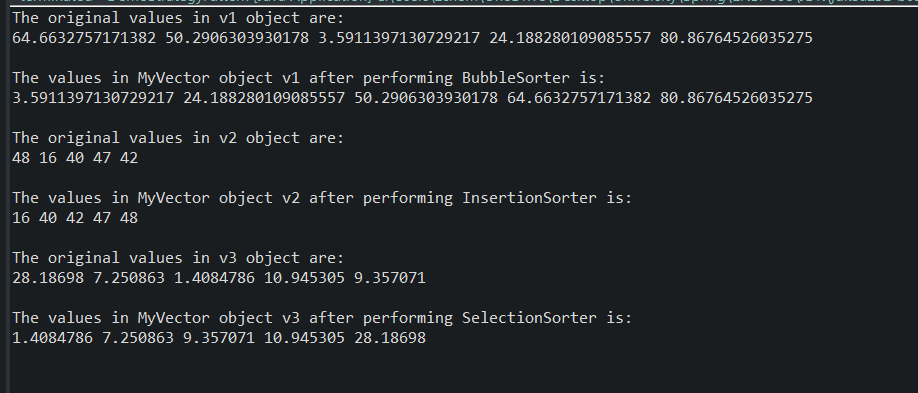 The original values in v1 object are:
64.6632757171382 50.2906303930178 3.5911397130729217 24.188280109085557 80.86764526035275
The values in MyVector object v1 after performing BubbleSorter is:
3.5911397130729217 24.188280109085557 50.2906303930178 64.6632757171382 80.86764526035275
The original values in v2 object are:
48 16 40 47 42
The values in MyVector object v2 after performing InsertionSorter is:
16 40 42 47 48
The original values in v3 object are:
28.18698 7.250863 1.4084786 10.945305 9.357071
The values in MyVector object v3 after performing SelectionSorter is:
1.4084786 7.250863 9.357071 10.945305 28.18698